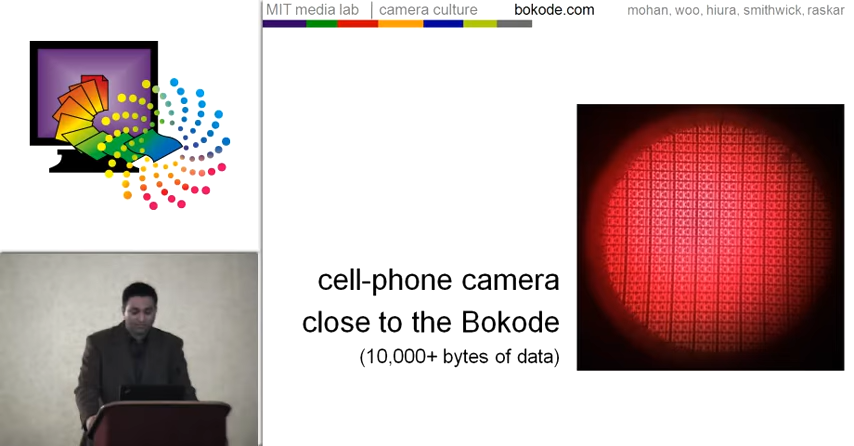 MIT media lab | camera culture
bokode.com
mohan, woo, hiura, smithwick, raskar
cell-phone camera
close to the Bokode
(10,000+ bytes of data)